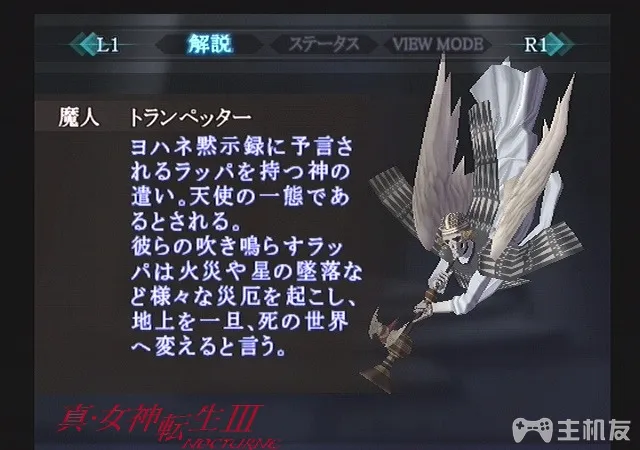 L1 解説 ステータス VIEW MODE R1
魔人 トランペッター
ヨハネ黙示録に予言さ
れるラッパを持つ神の
遣い。天使の一態であ
るとされる。
彼らの吹き鳴らすラッ
パは火災や星の墜落な
ど様々な災厄を起こし、
地上を一旦、死の世界
へ変えると言う。
真・女神転生III
NOCTURNE
主机友